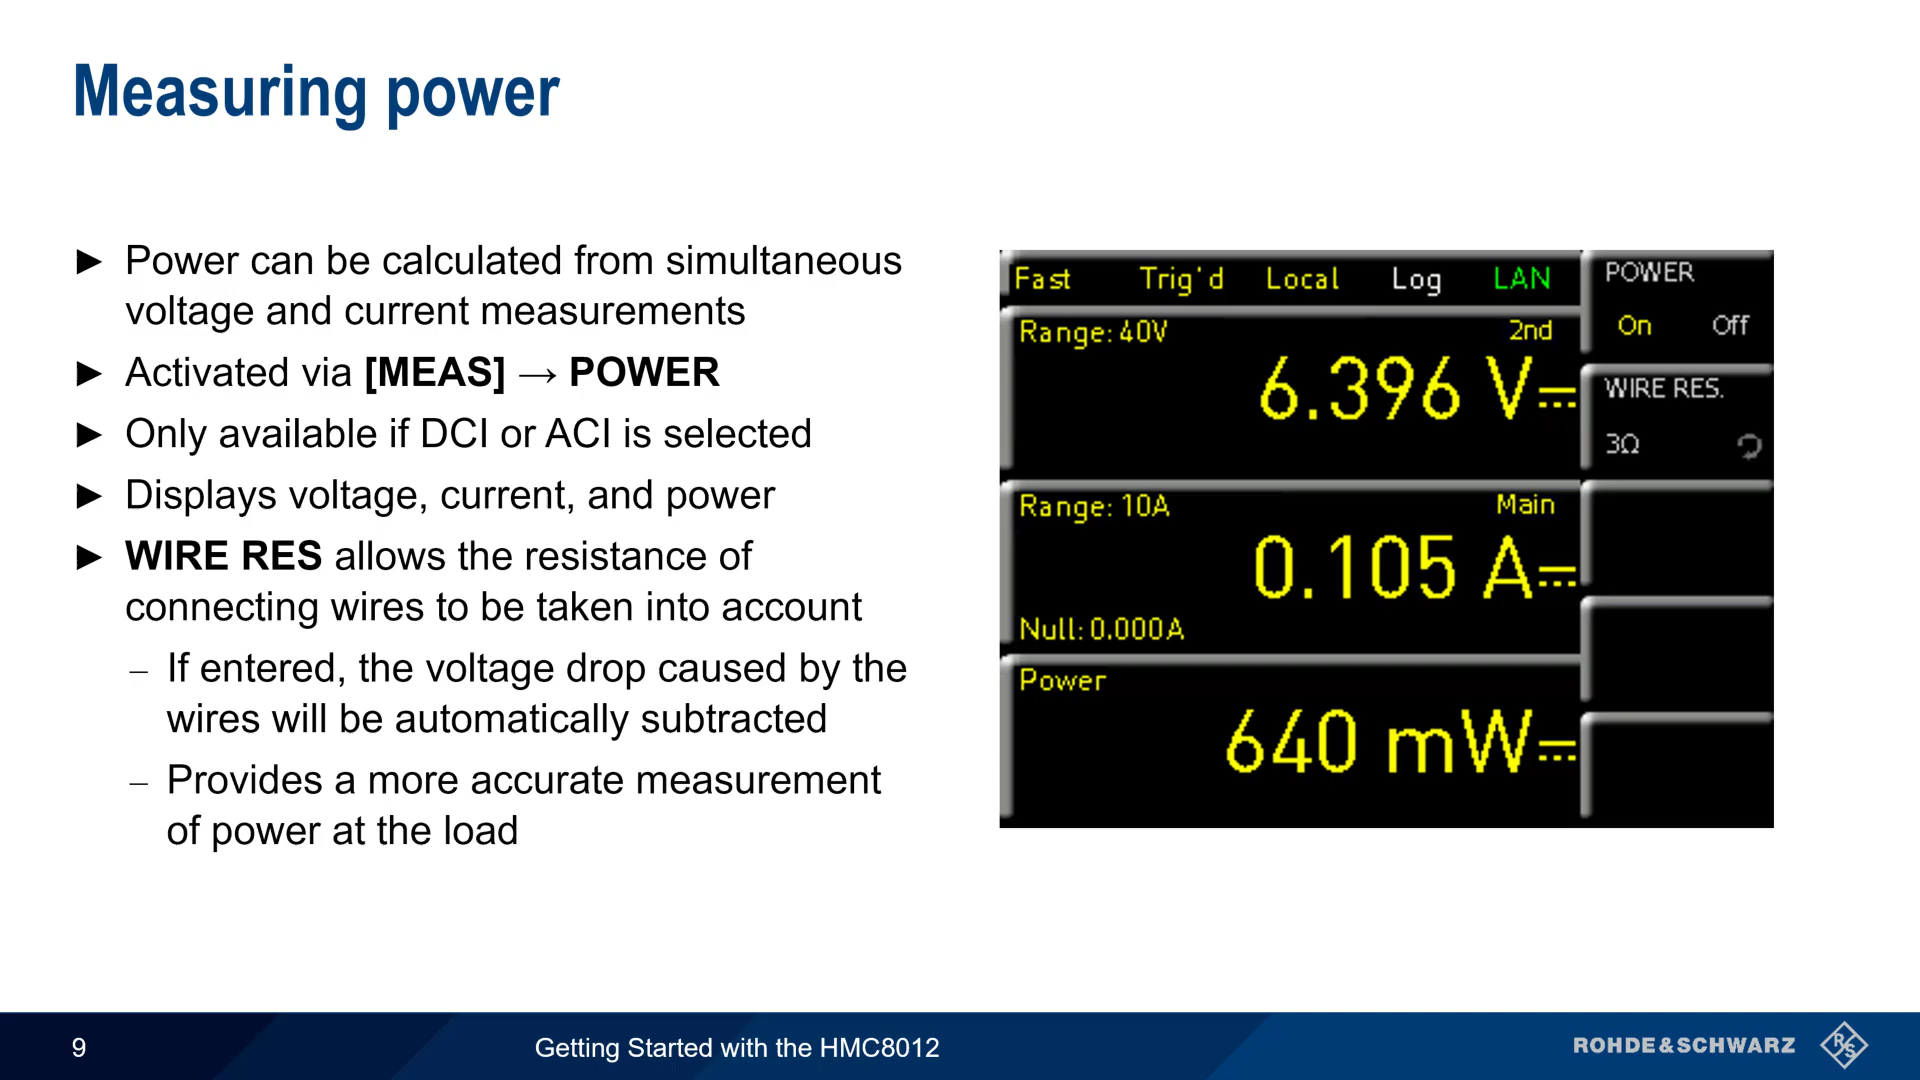 Measuring power
► Power can be calculated from simultaneous
voltage and current measurements
► Activated via [MEAS] → POWER
► Only available if DCI or ACI is selected
► Displays voltage, current, and power
► WIRE RES allows the resistance of
connecting wires to be taken into account
– If entered, the voltage drop caused by the
wires will be automatically subtracted
– Provides a more accurate measurement
of power at the load
Fast Trig'd Local Log LAN
Range: 40V 2nd
6.396 V
Range: 10A Main
0.105 A
Null: 0.000A
Power
640 mW
POWER
On Off
WIRE RES.
3Ω
9
Getting Started with the HMC8012
ROHDE&SCHWARZ
R&S